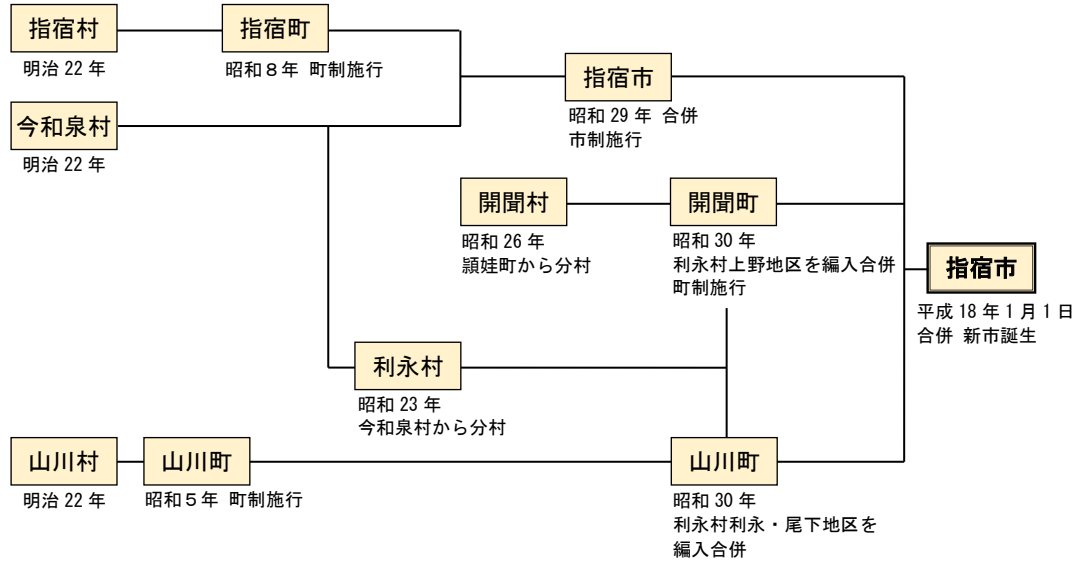 指宿村
明治 22 年
指宿町
昭和８年 町制施行
今和泉村
明治 22 年
指宿市
昭和 29 年 合併
市制施行
開聞村
昭和 26 年
頴娃町から分村
開聞町
昭和 30 年
利永村上野地区を編入合併
町制施行
指宿市
平成 18 年 1 月 1 日
合併 新市誕生
利永村
昭和 23 年
今和泉村から分村
山川村
明治 22 年
山川町
昭和５年 町制施行
山川町
昭和 30 年
利永村利永・尾下地区を
編入合併